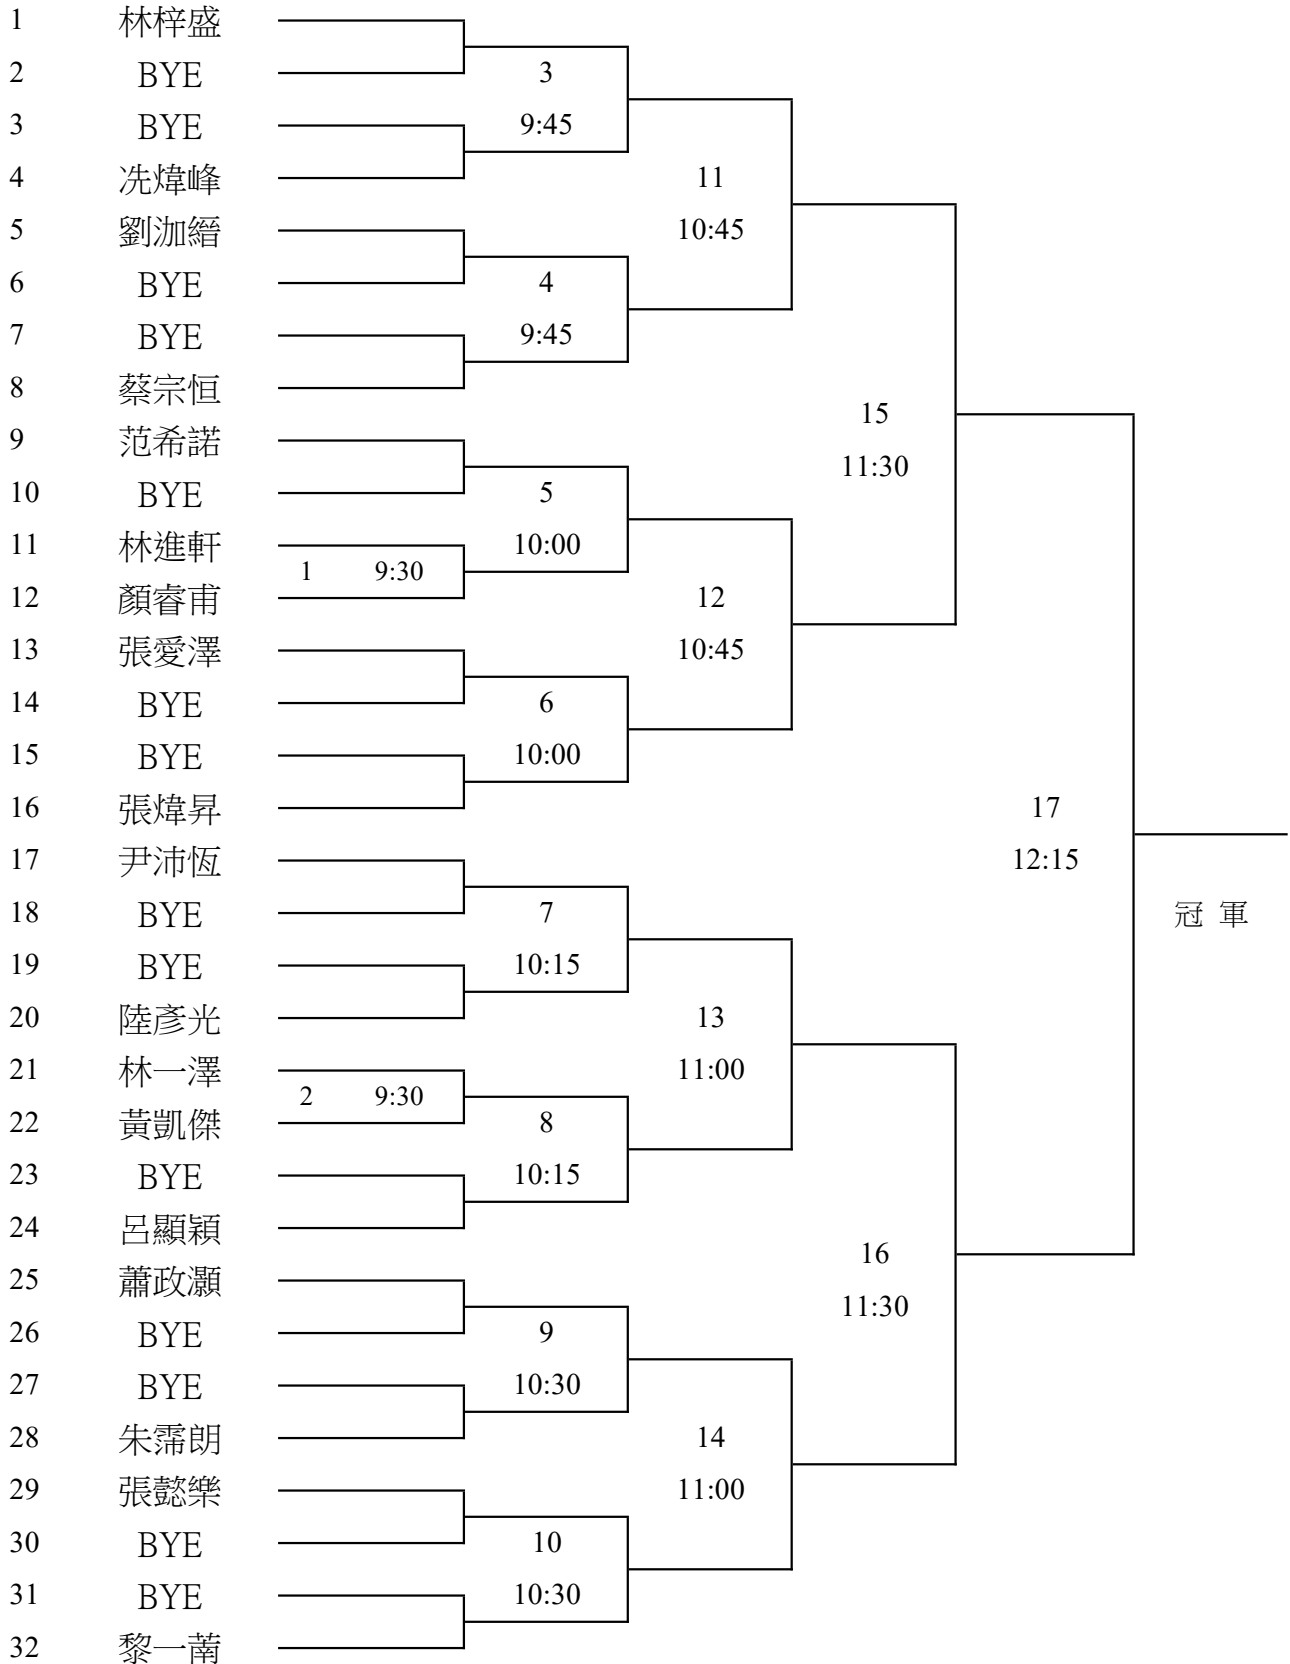 1 林梓盛
2 BYE 3
3 BYE 9:45
4 冼煒峰 11
5 劉泇縉 10:45
6 BYE 4
7 BYE 9:45
8 蔡宗恒
15
9 范希諾
11:30
10 BYE 5
11 林進軒 10:00
1 9:30
12 顏睿甫 12
13 張愛澤 10:45
14 BYE 6
15 BYE 10:00
16 張煒昇 17
17 尹沛恆 12:15
18 BYE 7 冠 軍
19 BYE 10:15
20 陸彥光 13
21 林一澤 11:00
2 9:30
22 黃凱傑 8
23 BYE 10:15
24 呂顯穎
16
25 蕭政灝
11:30
26 BYE 9
27 BYE 10:30
28 朱霈朗 14
29 張懿樂 11:00
30 BYE 10
31 BYE 10:30
32 黎一